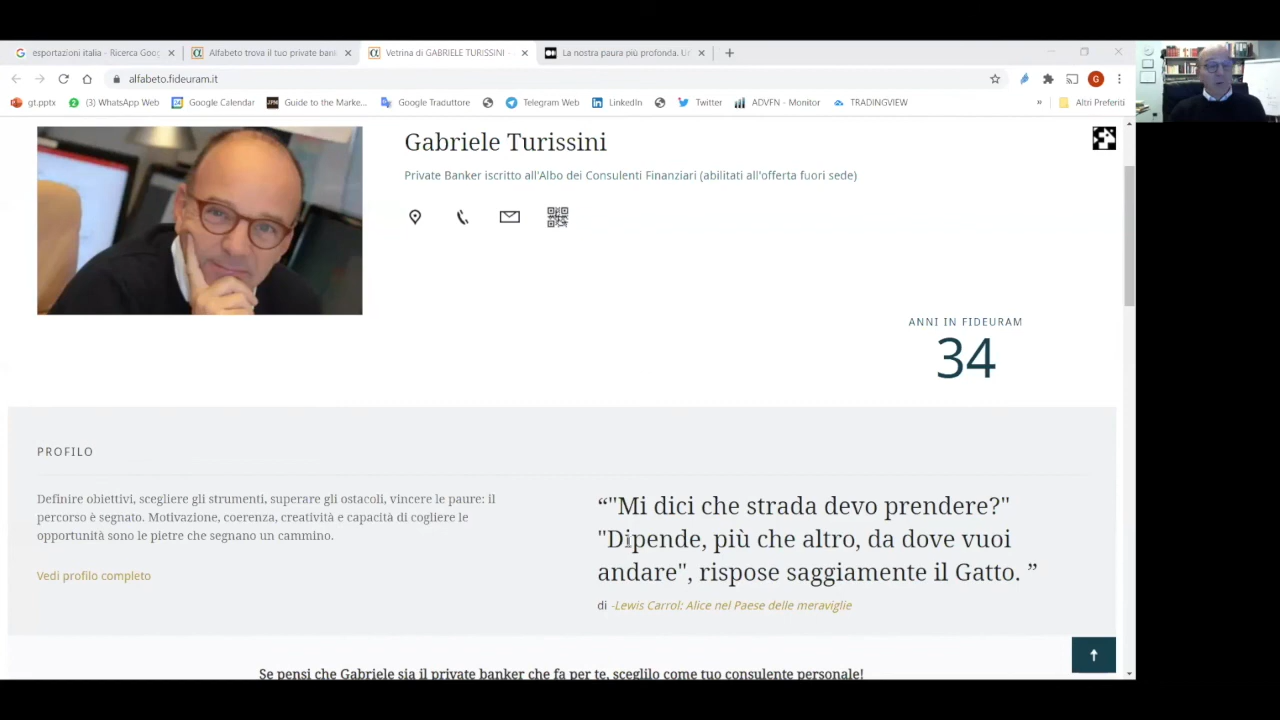 esportazioni italia - Ricerca Goog
Alfabeto trova il tuo private ban
Vetrina di GABRIELE TURISSINI -
La nostra paura più profonda. Un
alfabeto.fideuram.it
G
gt.pptx
(3) WhatsApp Web
Google Calendar
Guide to the Marke...
Google Traduttore
Telegram Web
LinkedIn
Twitter
ADVFN - Monitor
TRADINGVIEW
»
Altri Preferiti
Gabriele Turissini
Private Banker iscritto all'Albo dei Consulenti Finanziari (abilitati all'offerta fuori sede)
ANNI IN FIDEURAM
34
PROFILO
Definire obiettivi, scegliere gli strumenti, superare gli ostacoli, vincere le paure: il
percorso è segnato. Motivazione, coerenza, creatività e capacità di cogliere le
opportunità sono le pietre che segnano un cammino.
Vedi profilo completo
“"Mi dici che strada devo prendere?"
"Dipende, più che altro, da dove vuoi
andare", rispose saggiamente il Gatto. ”
di -Lewis Carrol: Alice nel Paese delle meraviglie
Se pensi che Gabriele sia il private banker che fa per te, sceglilo come tuo consulente personale!